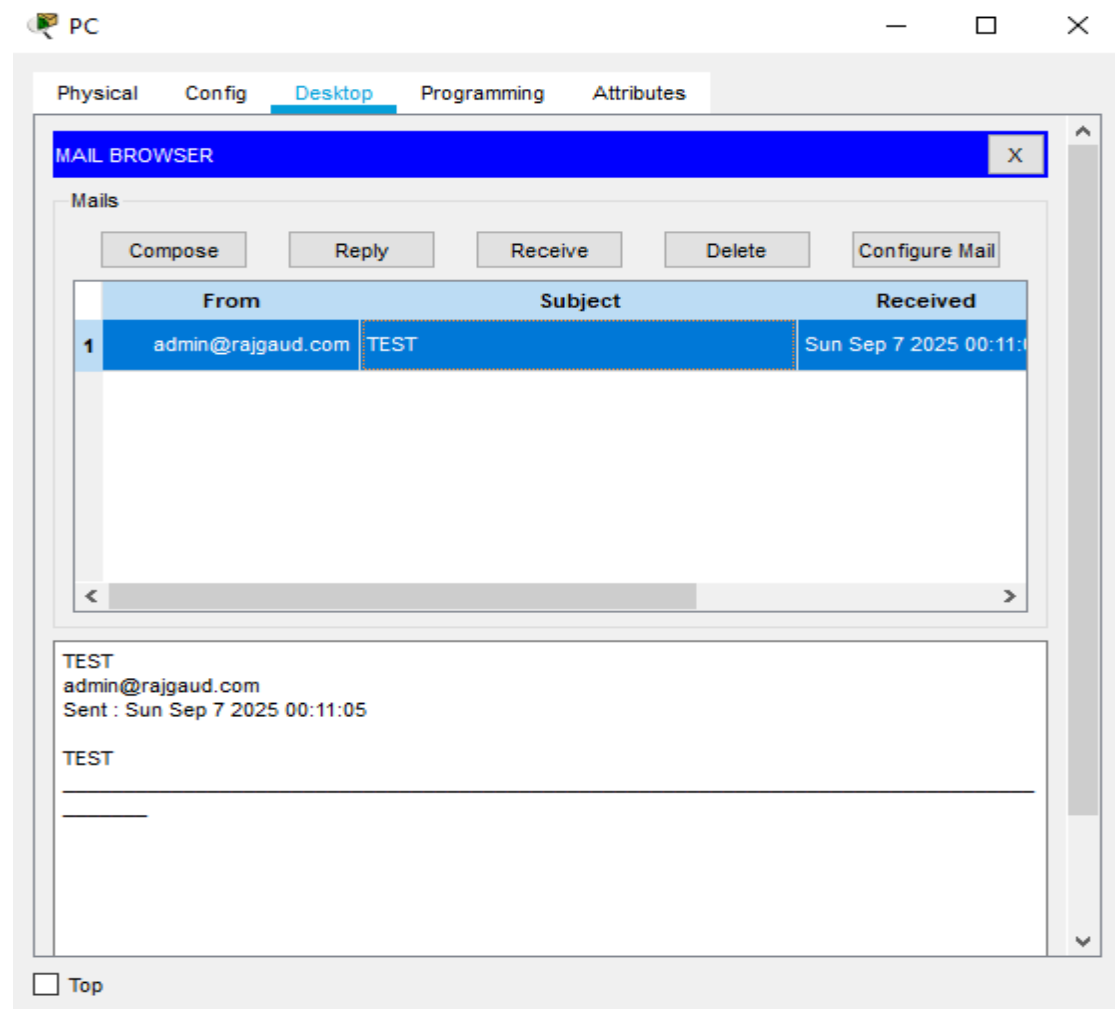 PC
Physical Config Desktop Programming Attributes
MAIL BROWSER X
Mails
Compose Reply Receive Delete Configure Mail
From Subject Received
1 admin@rajgaud.com TEST Sun Sep 7 2025 00:11:
TEST
admin@rajgaud.com
Sent : Sun Sep 7 2025 00:11:05
TEST
Top